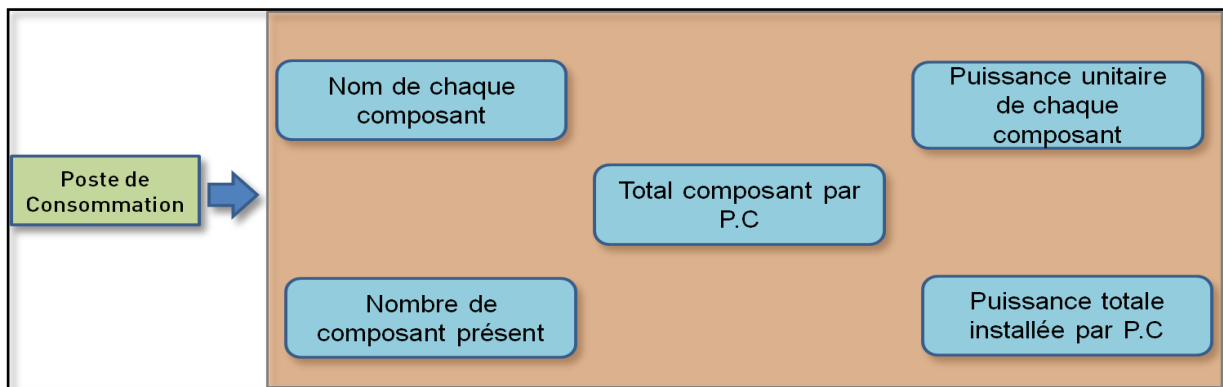 Poste de
Consommation
Nom de chaque
composant
Puissance unitaire
de chaque
composant
Total composant par
P.C
Nombre de
composant présent
Puissance totale
installée par P.C